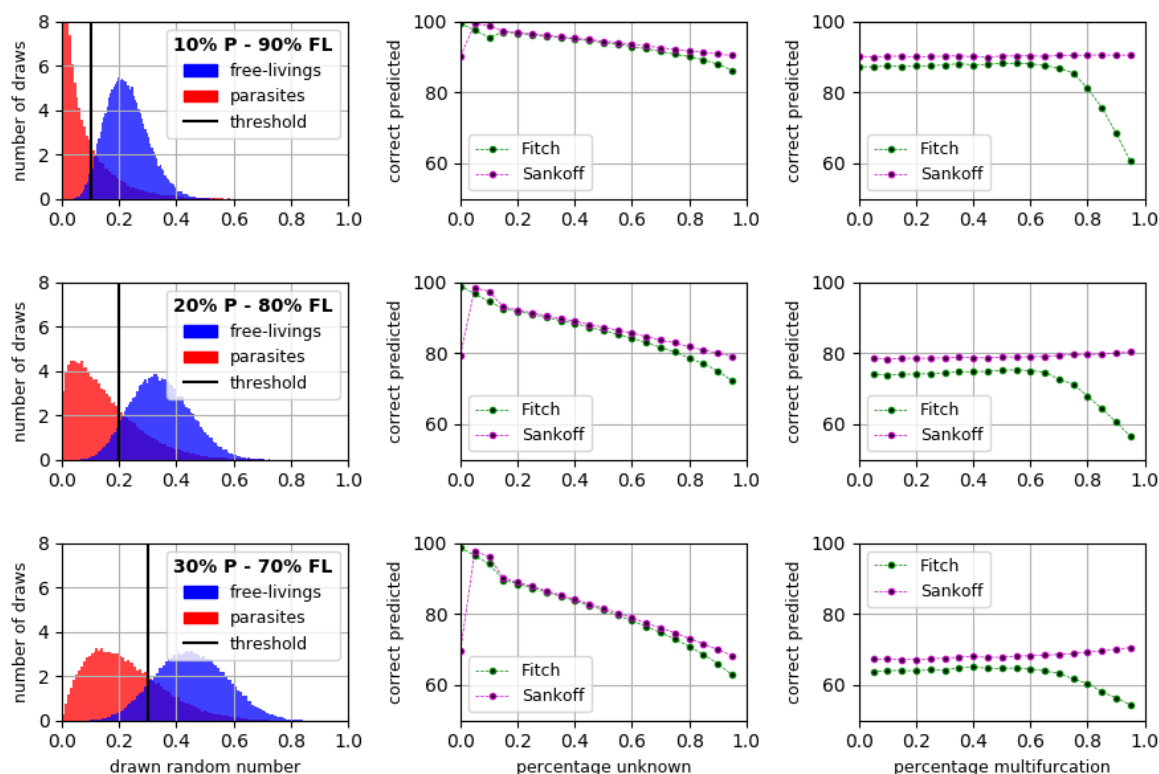 number of draws
8
6
4
2
0
0.0 0.2 0.4 0.6 0.8 1.0
10% P - 90% FL
free-livings
parasites
threshold
correct predicted
100
80
60
0.0 0.2 0.4 0.6 0.8 1.0
Fitch
Sankoff
correct predicted
100
80
60
0.0 0.2 0.4 0.6 0.8 1.0
Fitch
Sankoff
number of draws
8
6
4
2
0
0.0 0.2 0.4 0.6 0.8 1.0
20% P - 80% FL
free-livings
parasites
threshold
correct predicted
100
80
60
0.0 0.2 0.4 0.6 0.8 1.0
Fitch
Sankoff
correct predicted
100
80
60
0.0 0.2 0.4 0.6 0.8 1.0
Fitch
Sankoff
number of draws
8
6
4
2
0
0.0 0.2 0.4 0.6 0.8 1.0
drawn random number
30% P - 70% FL
free-livings
parasites
threshold
correct predicted
100
80
60
0.0 0.2 0.4 0.6 0.8 1.0
percentage unknown
Fitch
Sankoff
correct predicted
100
80
60
0.0 0.2 0.4 0.6 0.8 1.0
percentage multifurcation
Fitch
Sankoff